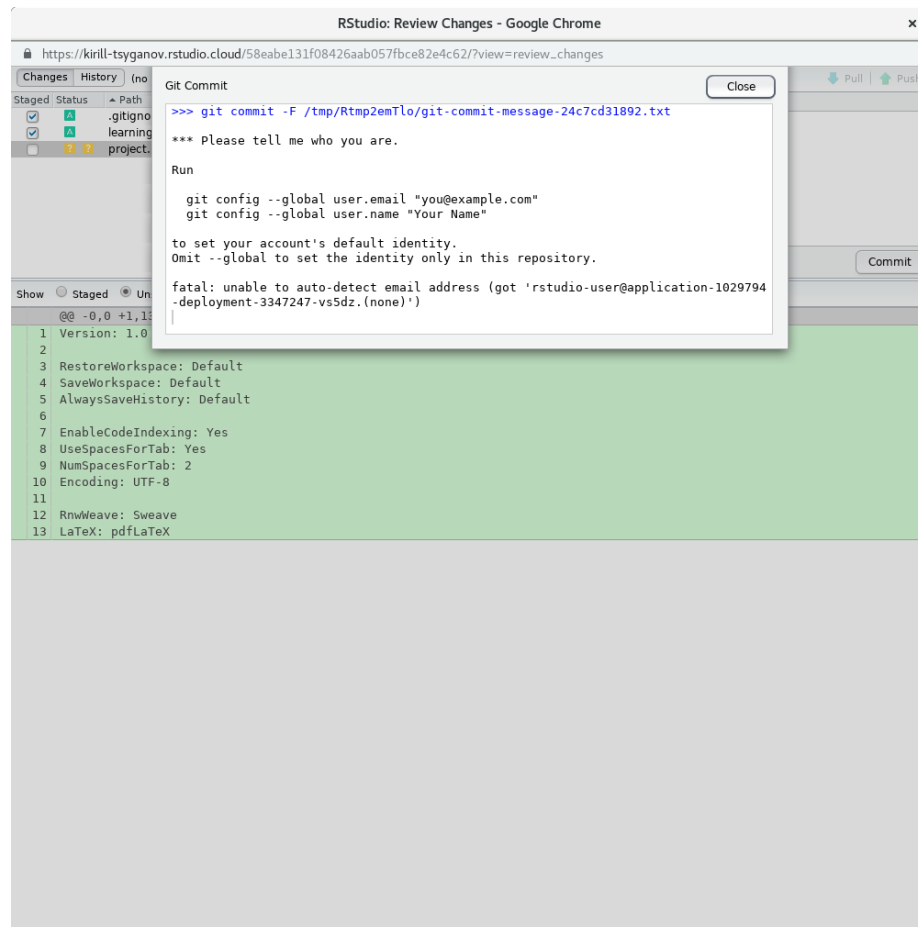 RStudio: Review Changes - Google Chrome ×
https://kirill-tsyganov.rstudio.cloud/58eabe131f08426aab057fbce82e4c62/?view=review_changes
Changes History (no
Pull Push
Git Commit Close
Staged Status Path
A .gitigno
A learning
? ? project.
>>> git commit -F /tmp/Rtmp2emTlo/git-commit-message-24c7cd31892.txt
*** Please tell me who you are.
Run
git config --global user.email "you@example.com"
git config --global user.name "Your Name"
to set your account's default identity.
Omit --global to set the identity only in this repository.
fatal: unable to auto-detect email address (got 'rstudio-user@application-1029794
-deployment-3347247-vs5dz.(none)')
Commit
Show Staged Un
@@ -0,0 +1,13
1 Version: 1.0
2
3 RestoreWorkspace: Default
4 SaveWorkspace: Default
5 AlwaysSaveHistory: Default
6
7 EnableCodeIndexing: Yes
8 UseSpacesForTab: Yes
9 NumSpacesForTab: 2
10 Encoding: UTF-8
11
12 RnwWeave: Sweave
13 LaTeX: pdfLaTeX